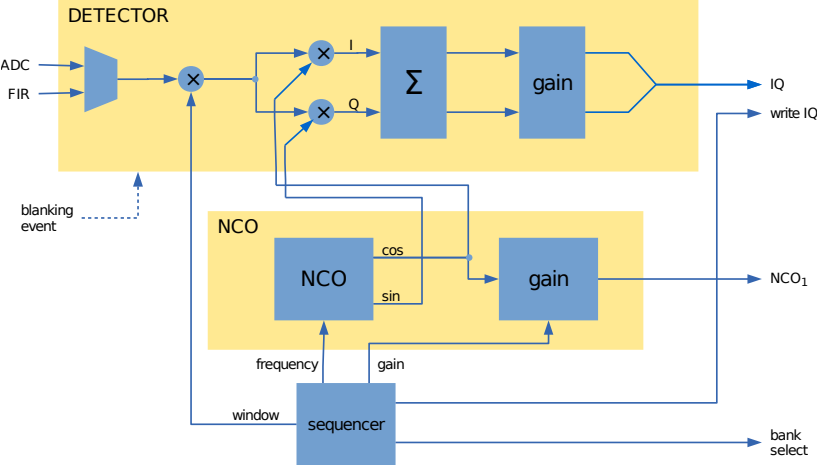 DETECTOR
ADC
FIR
×
×
×
I
Q
Σ
gain
IQ
write IQ
blanking
event
NCO
NCO
cos
sin
gain
NCO₁
frequency
gain
window
sequencer
bank
select